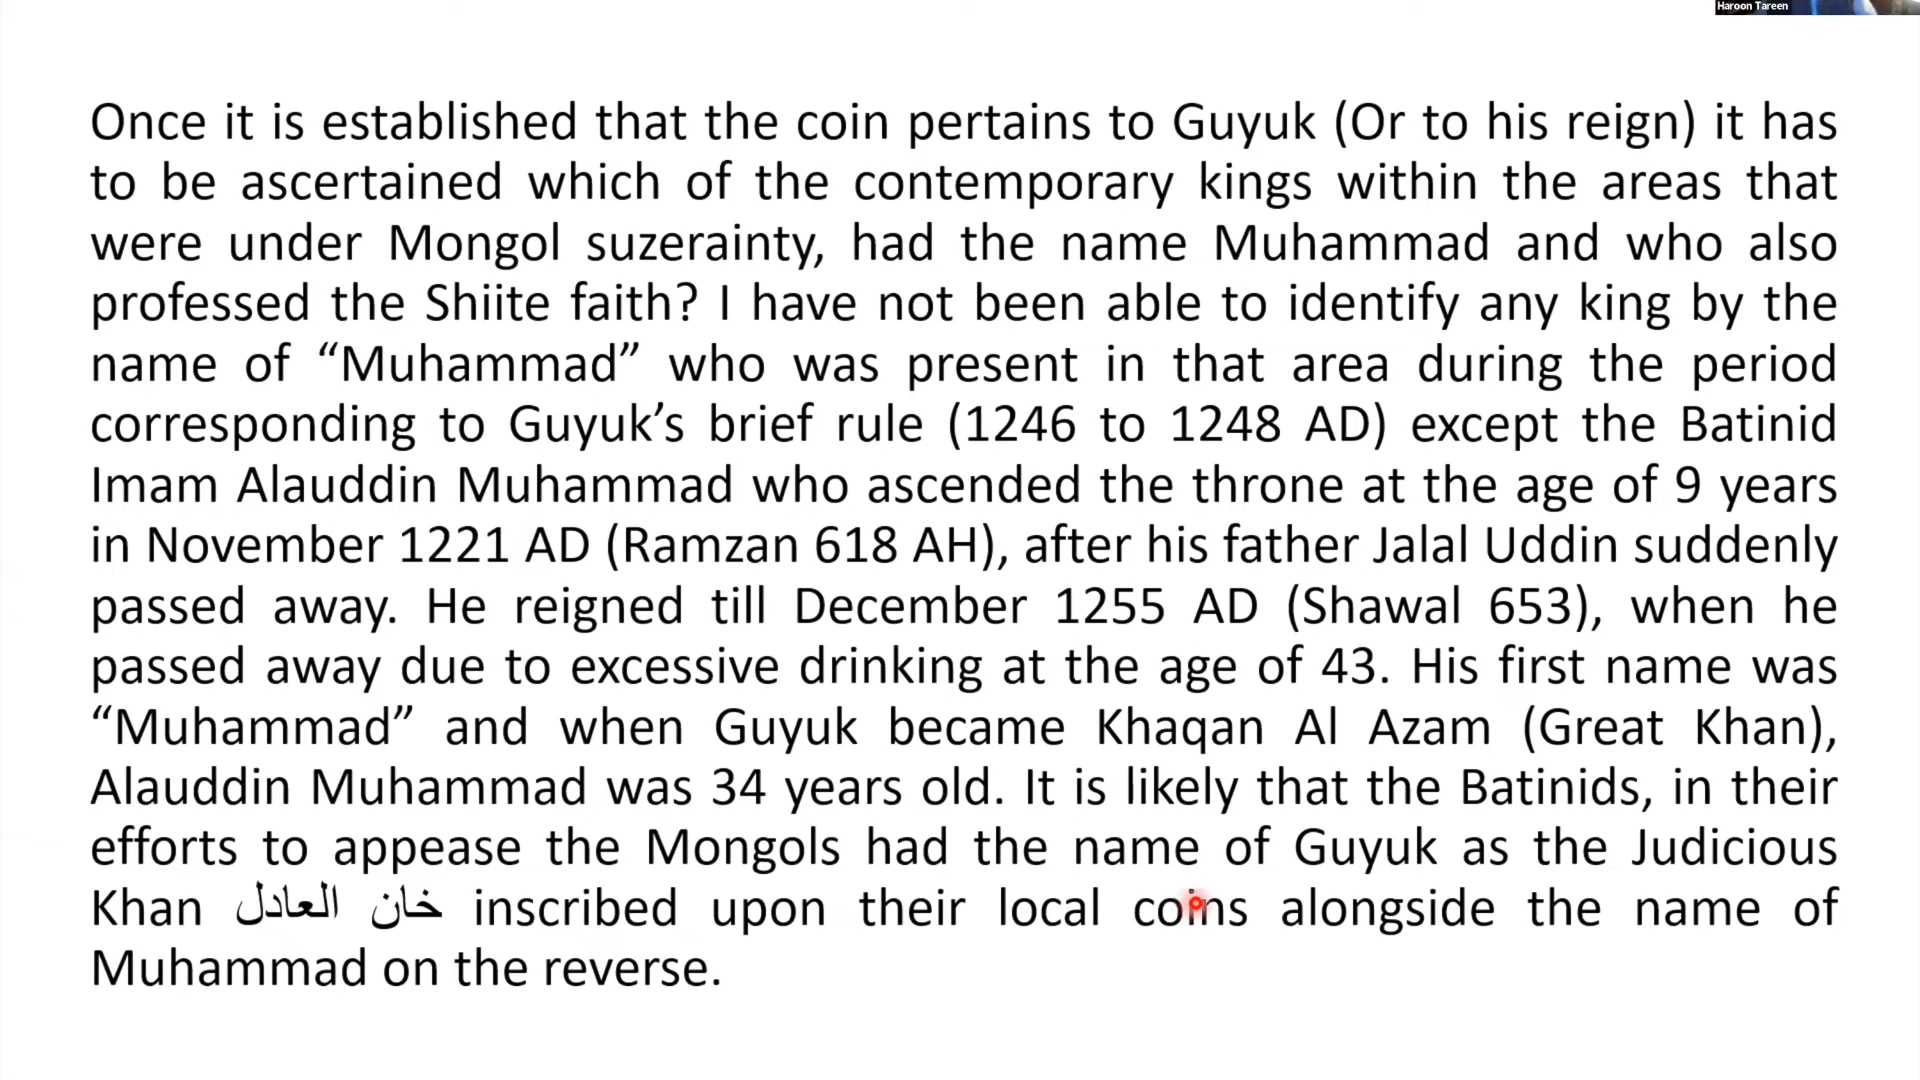 Haroon Tareen
Once it is established that the coin pertains to Guyuk (Or to his reign) it has
to be ascertained which of the contemporary kings within the areas that
were under Mongol suzerainty, had the name Muhammad and who also
professed the Shiite faith? I have not been able to identify any king by the
name of “Muhammad” who was present in that area during the period
corresponding to Guyuk’s brief rule (1246 to 1248 AD) except the Batinid
Imam Alauddin Muhammad who ascended the throne at the age of 9 years
in November 1221 AD (Ramzan 618 AH), after his father Jalal Uddin suddenly
passed away. He reigned till December 1255 AD (Shawal 653), when he
passed away due to excessive drinking at the age of 43. His first name was
“Muhammad” and when Guyuk became Khaqan Al Azam (Great Khan),
Alauddin Muhammad was 34 years old. It is likely that the Batinids, in their
efforts to appease the Mongols had the name of Guyuk as the Judicious
Khan خان العادل inscribed upon their local coins alongside the name of
Muhammad on the reverse.